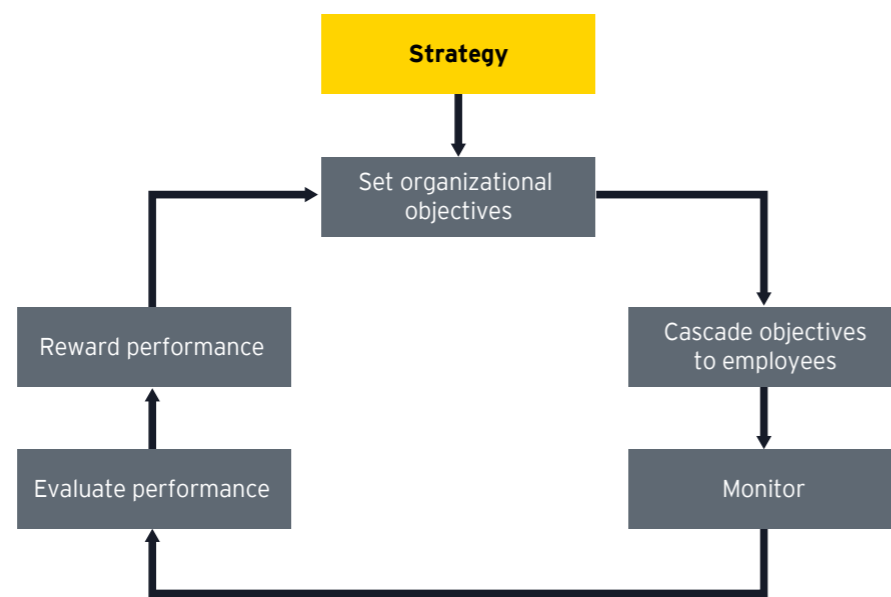 Strategy
Set organizational
objectives
Reward performance
Cascade objectives
to employees
Evaluate performance
Monitor